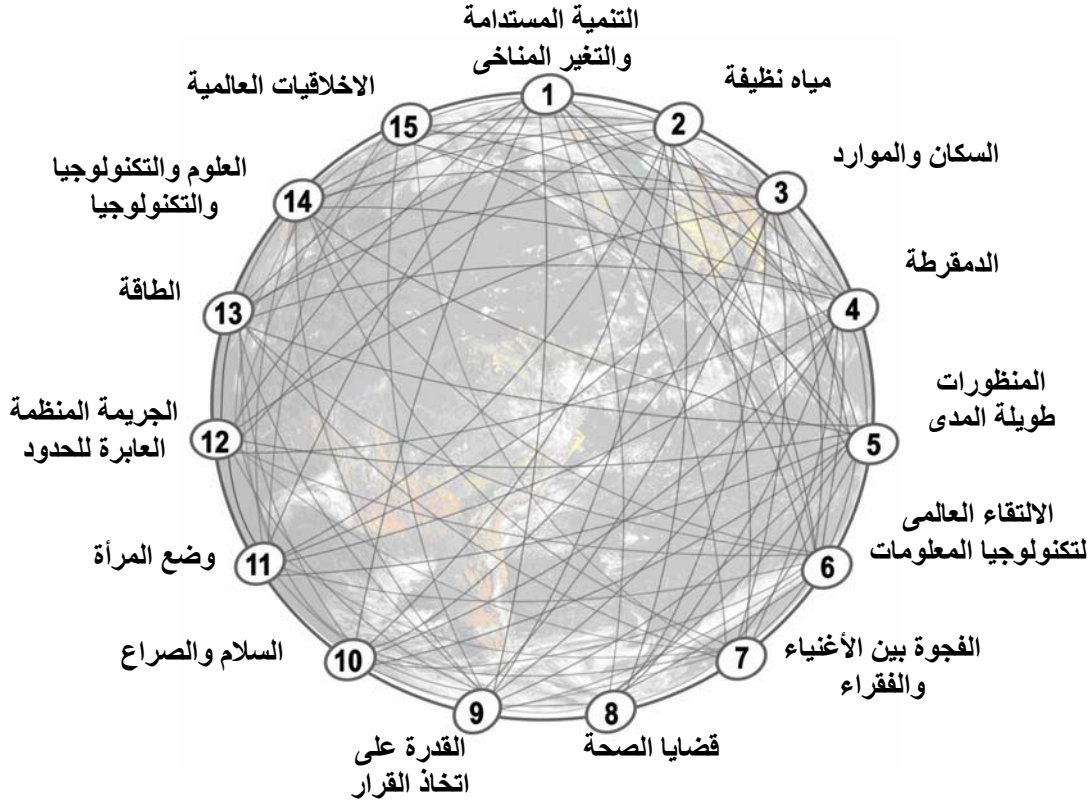 التنمية المستدامة
والتغير المناخى
1
مياه نظيفة
2
السكان والموارد
3
الدمقرطة
4
المنظورات
طويلة المدى
5
الالتقاء العالمى
لتكنولوجيا المعلومات
6
الفجوة بين الأغنياء
والفقراء
7
قضايا الصحة
8
القدرة على
اتخاذ القرار
9
السلام والصراع
10
وضع المرأة
11
الجريمة المنظمة
العابرة للحدود
12
الطاقة
13
العلوم والتكنولوجيا
والتكنولوجيا
14
الاخلاقيات العالمية
15